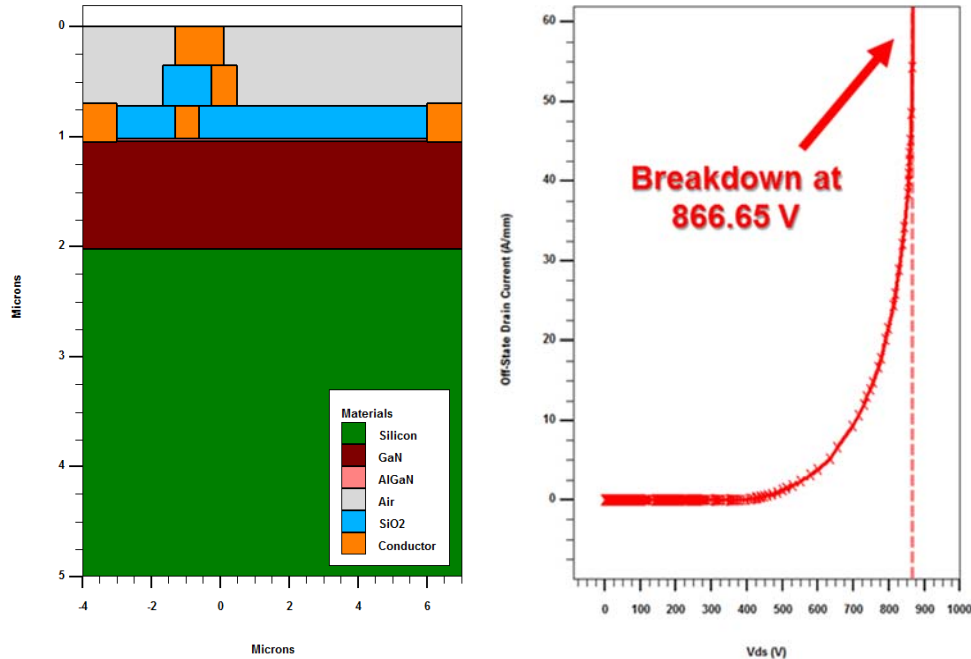 0
1
2
3
4
5
Microns
-4
-2
0
2
4
6
Microns
Materials
Silicon
GaN
AlGaN
Air
SiO2
Conductor
60
50
40
30
20
10
0
Off-State Drain Current (A/mm)
Breakdown at
866.65 V
0
100
200
300
400
500
600
700
800
900
1000
Vds (V)